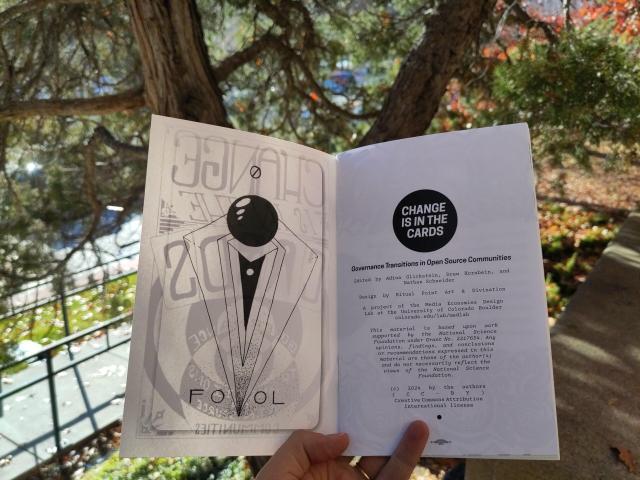 Ø
FOOL
CHANGE
IS IN THE
CARDS
Governance Transitions in Open Source Communities
Edited by Adina Glickstein, Drew Hornbein, and
Nathan Schneider
Design by Ritual Point Art & Divination
A project of the Media Economies Design
Lab at the University of Colorado Boulder
colorado.edu/lab/medlab
This material is based upon work
supported by the National Science
Foundation under Grant No. 2217654. Any
opinions, findings, and conclusions
or recommendations expressed in this
material are those of the author(s)
and do not necessarily reflect the
views of the National Science
Foundation.
(c) 2024 by the authors
( C C B Y )
Creative Commons Attribution
International license